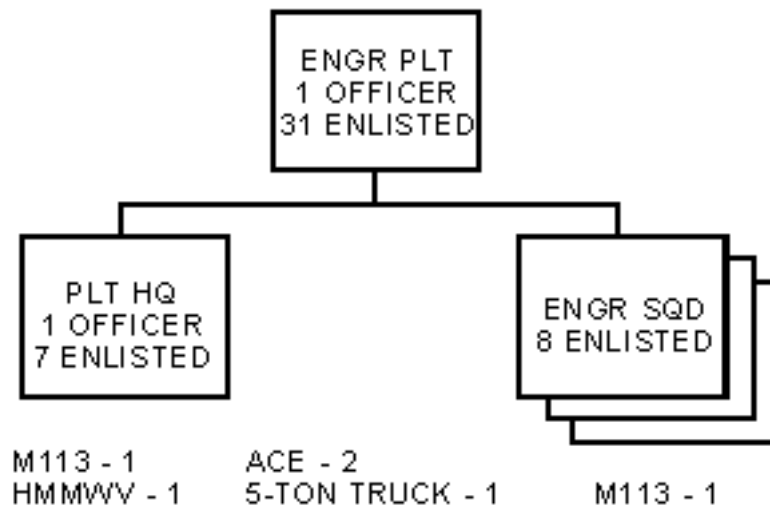 ENGR PLT
1 OFFICER
31 ENLISTED
PLT HQ
1 OFFICER
7 ENLISTED
ENGR SQD
8 ENLISTED
M113 - 1
HMMWV - 1
ACE - 2
5-TON TRUCK - 1
M113 - 1